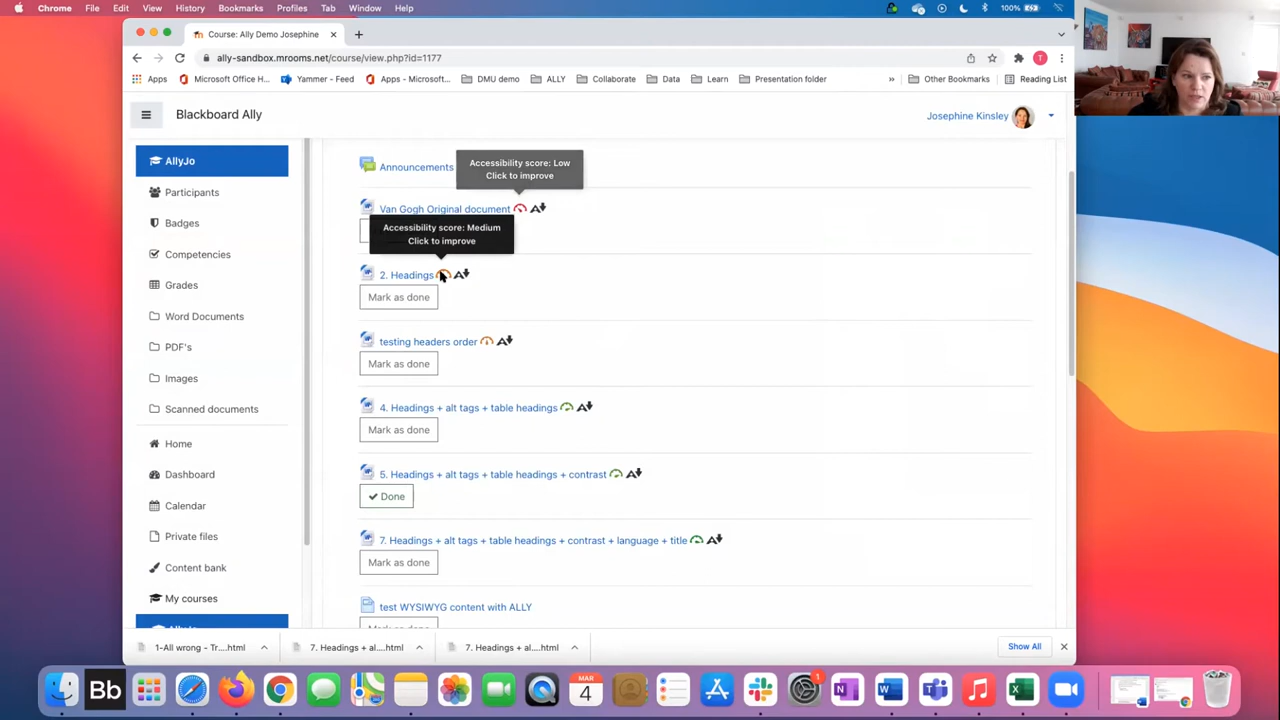 Chrome File Edit View History Bookmarks Profiles Tab Window Help
100%
Course: Ally Demo Josephine
ally-sandbox.mrooms.net/course/view.php?id=1177
T
Apps Microsoft Office H... Yammer - Feed Apps - Microsoft... DMU demo ALLY Collaborate Data Learn Presentation folder » Other Bookmarks Reading List
Blackboard Ally
Josephine Kinsley
AllyJo
Participants
Badges
Competencies
Grades
Word Documents
PDF's
Images
Scanned documents
Home
Dashboard
Calendar
Private files
Content bank
My courses
Announcements
Accessibility score: Low
Click to improve
Van Gogh Original document
Accessibility score: Medium
Click to improve
2. Headings
Mark as done
testing headers order
Mark as done
4. Headings + alt tags + table headings
Mark as done
5. Headings + alt tags + table headings + contrast
Done
7. Headings + alt tags + table headings + contrast + language + title
Mark as done
test WYSIWYG content with ALLY
1-All wrong - Tr....html
7. Headings + al....html
7. Headings + al....html
Show All
Bb
MAR
4
1